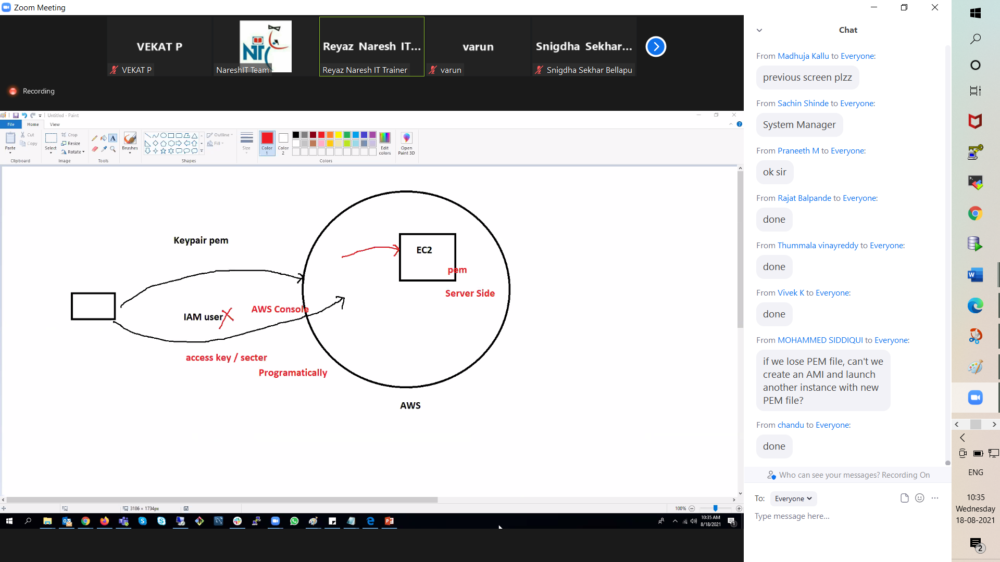 Zoom Meeting
VEKAT P
NareshIT Team
Reyaz Naresh IT...
Reyaz Naresh IT Trainer
varun
Snigdha Sekhar...
VEKAT P
varun
Snigdha Sekhar Bellapu
NIT
Recording
Untitled - Paint
File
Home
View
Paste
Cut
Copy
Clipboard
Select
Crop
Resize
Rotate
Image
A
Tools
Brushes
Outline
Fill
Shapes
Size
Color
1
Color
2
Edit
colors
Colors
Open
Paint 3D
Keypair pem
EC2
pem
Server Side
IAM user
AWS Console
access key / secter
Programatically
AWS
3186 × 1734px
100%
10:35 AM
8/18/2021
Chat
From Madhuja Kallu to Everyone:
previous screen plzz
From Sachin Shinde to Everyone:
System Manager
From Praneeth M to Everyone:
ok sir
From Rajat Balpande to Everyone:
done
From Thummala vinayreddy to Everyone:
done
From Vivek K to Everyone:
done
From MOHAMMED SIDDIQUI to Everyone:
if we lose PEM file, can't we
create an AMI and launch
another instance with new
PEM file?
From chandu to Everyone:
done
Who can see your messages? Recording On
To: Everyone
Type message here...
ENG
10:35
Wednesday
18-08-2021
2